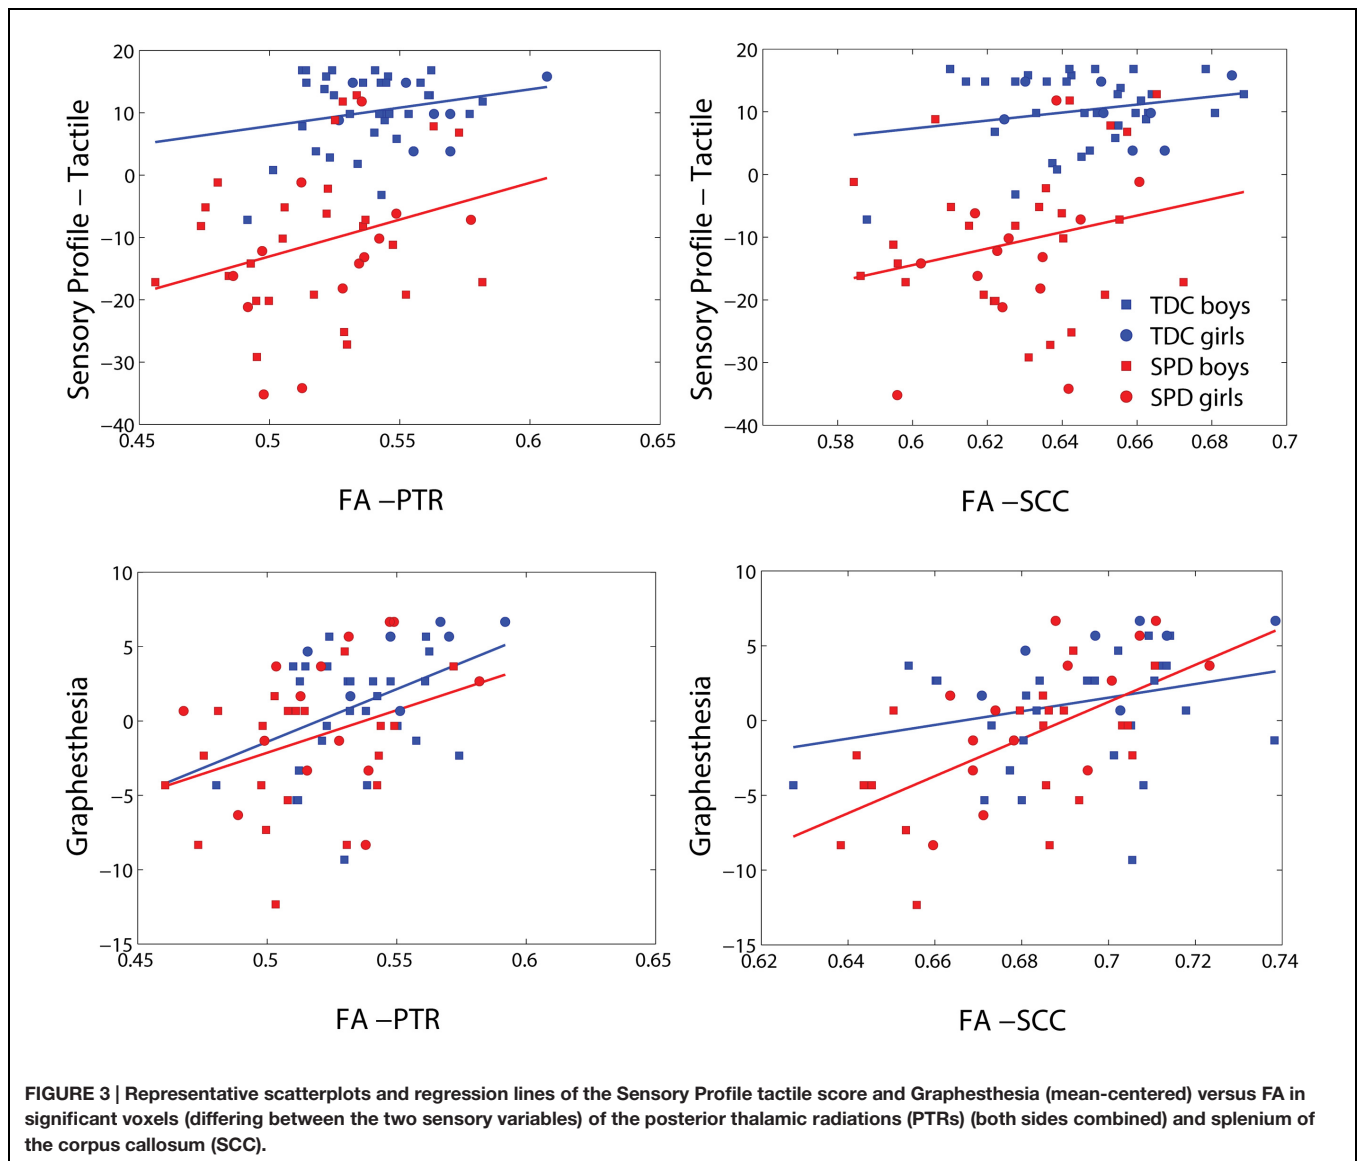 20
10
0
−10
−20
−30
−40
0.45 0.5 0.55 0.6 0.65
Sensory Profile − Tactile
FA −PTR
20
10
0
−10
−20
−30
−40
0.58 0.6 0.62 0.64 0.66 0.68 0.7
Sensory Profile − Tactile
FA −SCC
TDC boys
TDC girls
SPD boys
SPD girls
10
5
0
−5
−10
−15
0.45 0.5 0.55 0.6 0.65
Graphesthesia
FA −PTR
10
5
0
−5
−10
−15
0.62 0.64 0.66 0.68 0.7 0.72 0.74
Graphesthesia
FA −SCC
FIGURE 3 | Representative scatterplots and regression lines of the Sensory Profile tactile score and Graphesthesia (mean-centered) versus FA in
significant voxels (differing between the two sensory variables) of the posterior thalamic radiations (PTRs) (both sides combined) and splenium of
the corpus callosum (SCC).